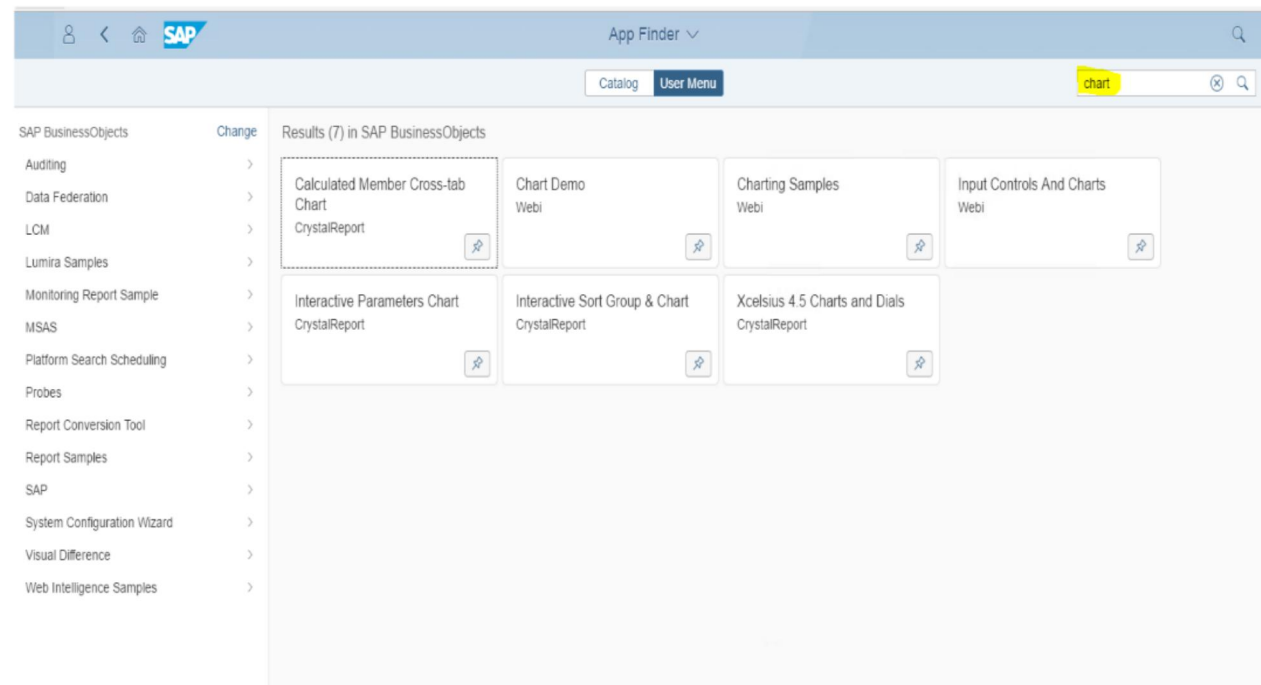 SAP
App Finder
Catalog
User Menu
chart
SAP BusinessObjects
Change
Auditing
Data Federation
LCM
Lumira Samples
Monitoring Report Sample
MSAS
Platform Search Scheduling
Probes
Report Conversion Tool
Report Samples
SAP
System Configuration Wizard
Visual Difference
Web Intelligence Samples
Results (7) in SAP BusinessObjects
Calculated Member Cross-tab
Chart
CrystalReport
Chart Demo
Webi
Charting Samples
Webi
Input Controls And Charts
Webi
Interactive Parameters Chart
CrystalReport
Interactive Sort Group & Chart
CrystalReport
Xcelsius 4.5 Charts and Dials
CrystalReport